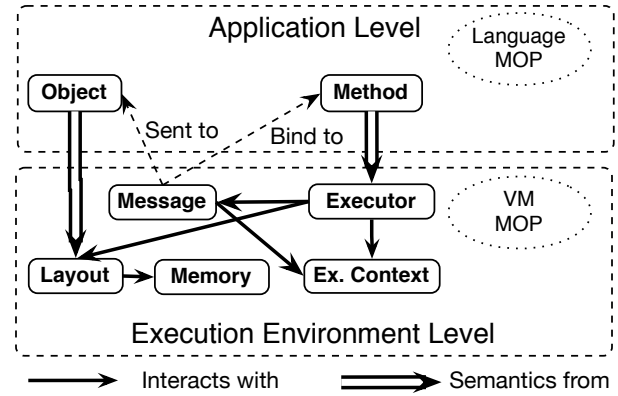 Application Level
Language
MOP
Object
Method
Sent to
Bind to
Message
Executor
VM
MOP
Layout
Memory
Ex. Context
Execution Environment Level
Interacts with
Semantics from